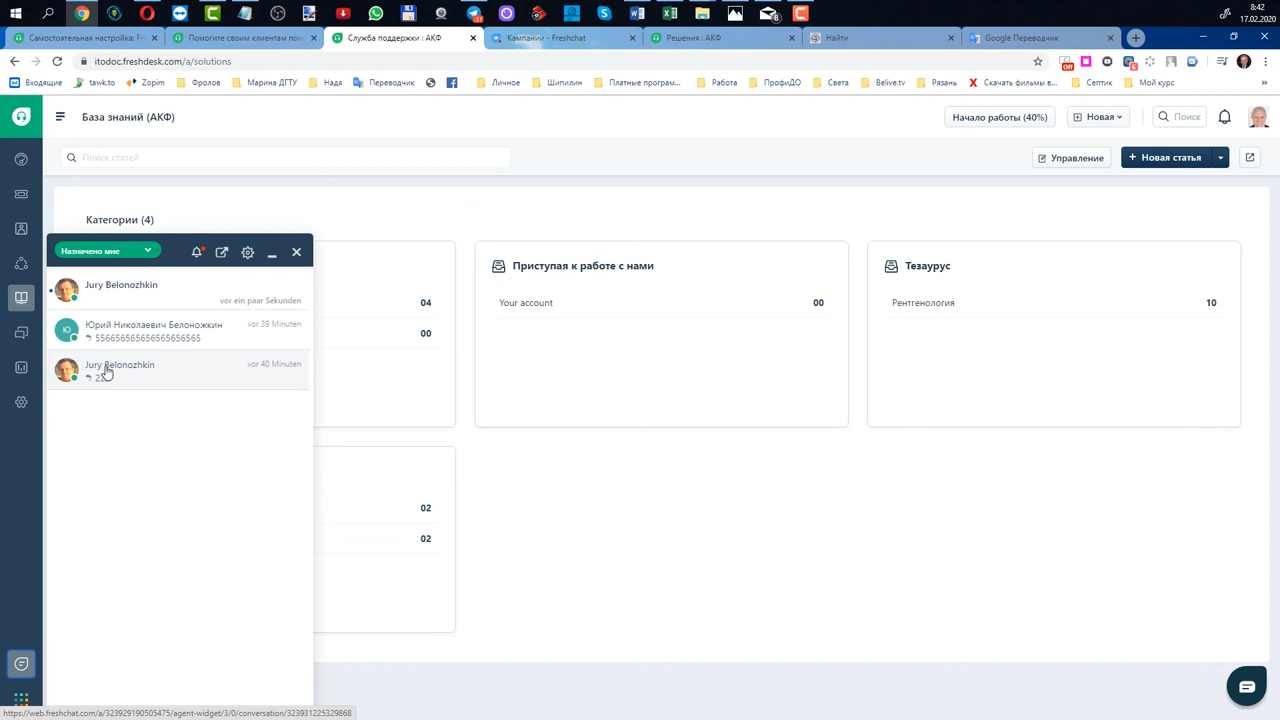 8:42
17.02.2020
Самостоятельная настройка: F
Помогите своим клиентам пом
Служба поддержки : АКФ
Кампании - Freshchat
Решения : АКФ
Найти
Google Переводчик
itodoc.freshdesk.com/a/solutions
Входящие
tawk.to
Zopim
Фролов
Марина ДГТУ
Надя
Переводчик
Личное
Шипилин
Платные програм...
Работа
ПрофиДО
Света
Belive.tv
Рязань
Скачать фильмы в...
Септик
Мой курс
База знаний (АКФ)
Начало работы (40%)
Новая
Поиск
Поиск статей
Управление
+ Новая статья
Категории (4)
Назначено мне
Jury Belonozhkin
vor ein paar Sekunden
Юрий Николаевич Белоножкин
vor 39 Minuten
Jury Belonozhkin
vor 40 Minuten
04
00
Приступая к работе с нами
Your account
00
Тезаурус
Рентгенология
10
02
02
https://web.freshchat.com/a/323929190505475/agent-widget/3/0/conversation/323931225329868